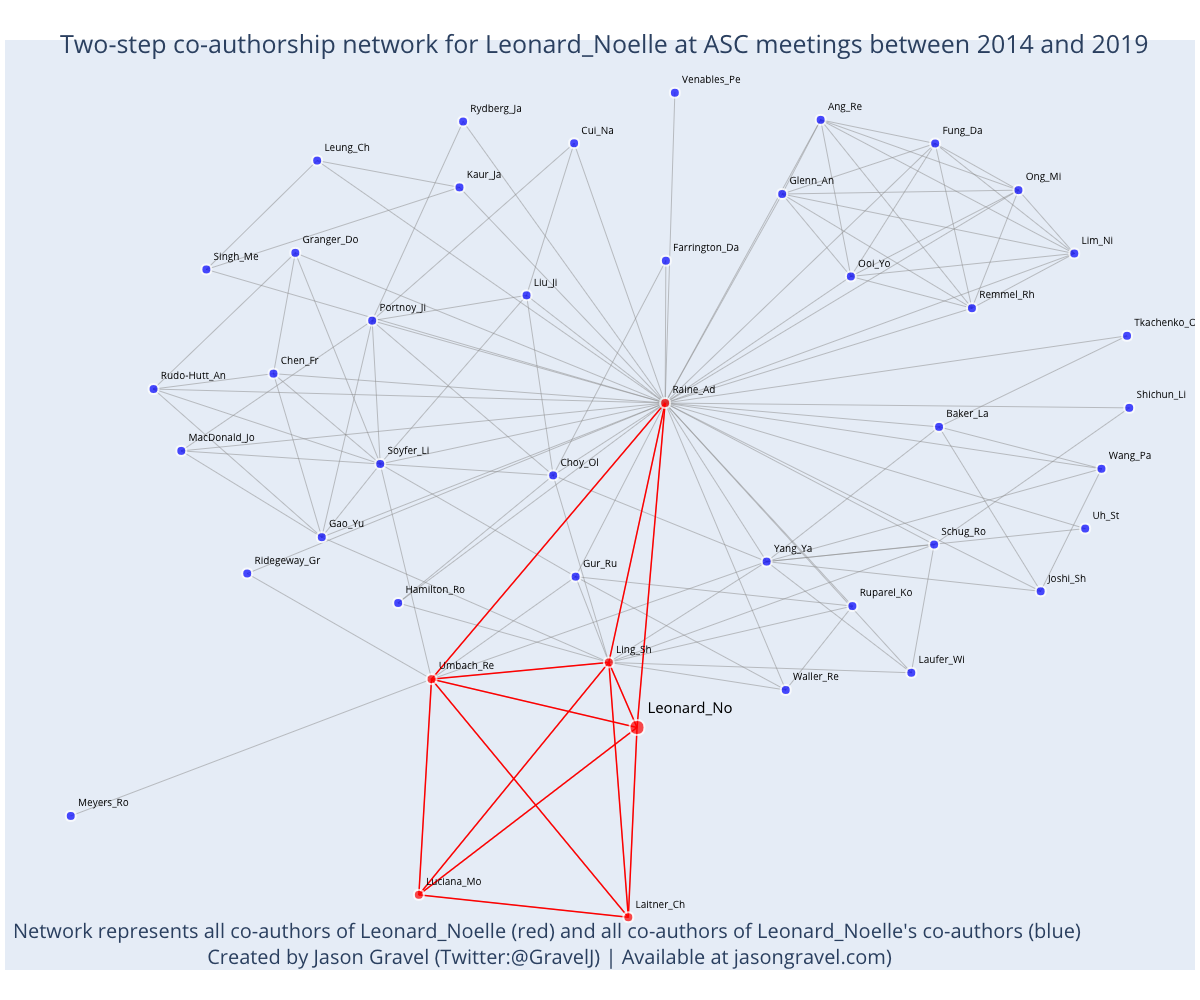 Two-step co-authorship network for Leonard_Noelle at ASC meetings between 2014 and 2019
Venables_Pe
Rydberg_Ja
Ang_Re
Cui_Na
Fung_Da
Leung_Ch
Kaur_Ja
Glenn_An
Ong_Mi
Granger_Do
Lim_Ni
Farrington_Da
Singh_Me
Ooi_Yo
Liu_Ji
Remmel_Rh
Portnoy_Ji
Tkachenko_O
Chen_Fr
Rudo-Hutt_An
Raine_Ad
Shichun_Li
Baker_La
MacDonald_Jo
Soyfer_Li
Wang_Pa
Choy_Ol
Uh_St
Gao_Yu
Schug_Ro
Yang_Ya
Ridegeway_Gr
Gur_Ru
Joshi_Sh
Hamilton_Ro
Ruparel_Ko
Ling_Sh
Laufer_Wi
Umbach_Re
Waller_Re
Leonard_No
Meyers_Ro
Luciana_Mo
Laitner_Ch
Network represents all co-authors of Leonard_Noelle (red) and all co-authors of Leonard_Noelle's co-authors (blue)
Created by Jason Gravel (Twitter:@GravelJ) | Available at jasongravel.com)